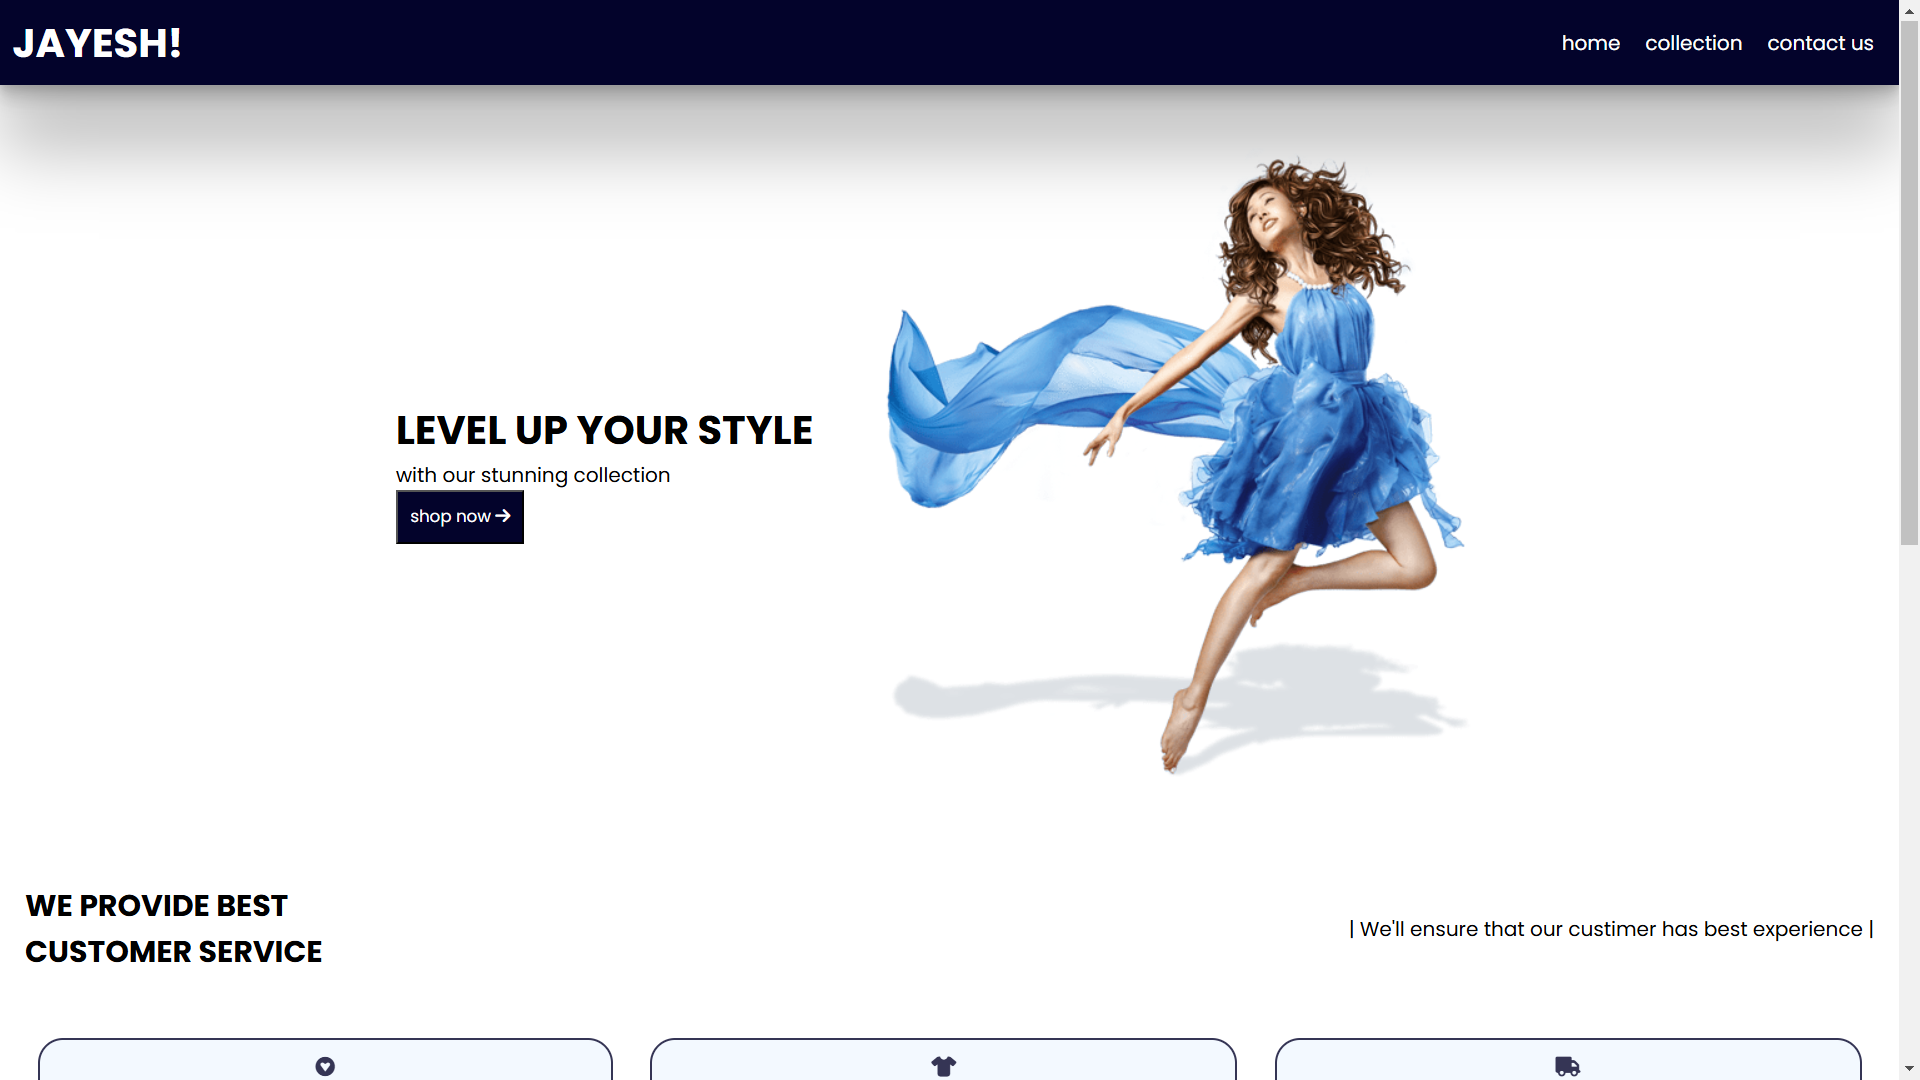 JAYESH!
home collection contact us
LEVEL UP YOUR STYLE
with our stunning collection
shop now
WE PROVIDE BEST
CUSTOMER SERVICE
| We'll ensure that our custimer has best experience |